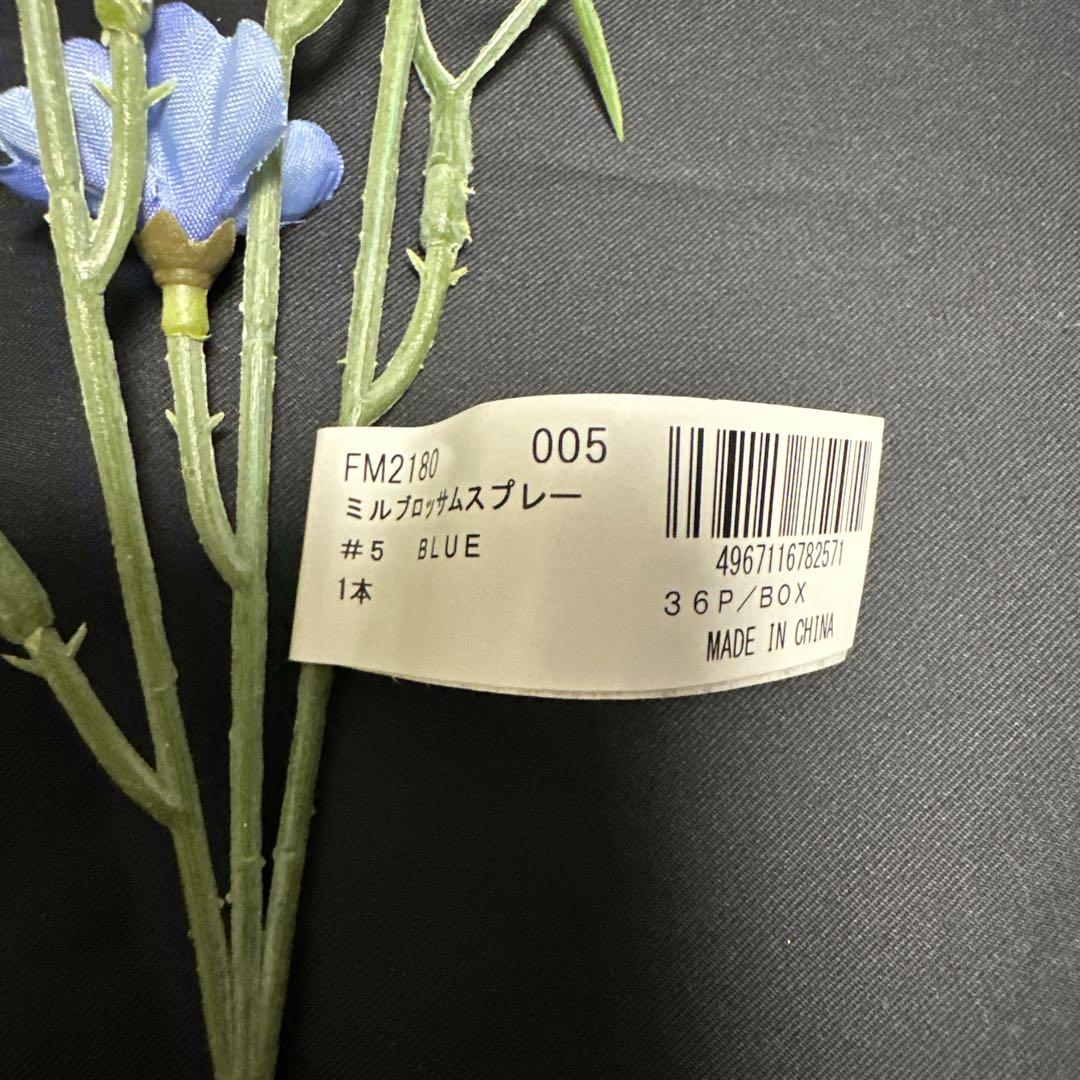 FM2180 005
ミルブロッサムスプレー
#5 BLUE
1本
4967116782571
36P/BOX
MADE IN CHINA